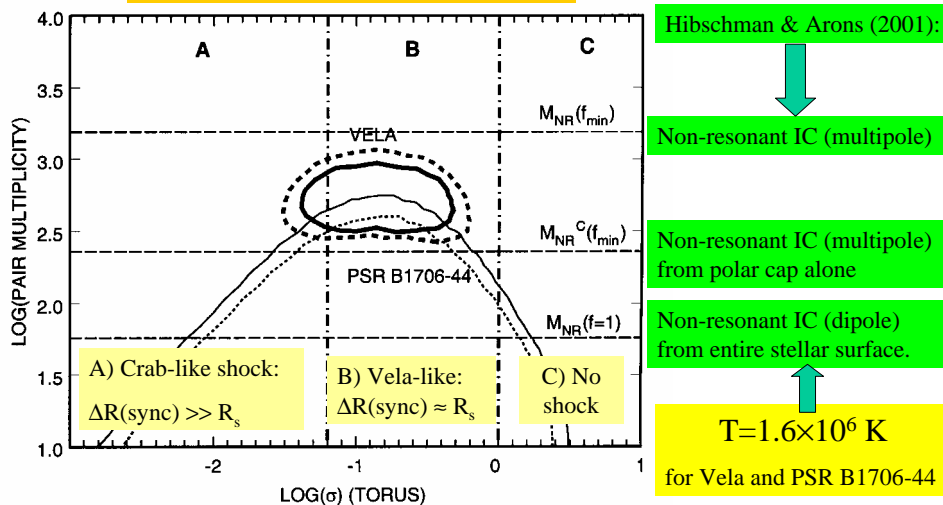 Hibschman & Arons (2001):
A
B
C
4.0
3.5
3.0
2.5
2.0
1.5
1.0
LOG(PAIR MULTIPLICITY)
M_NR(f_min)
VELA
Non-resonant IC (multipole)
M_NR^C(f_min)
PSR B1706-44
Non-resonant IC (multipole)
from polar cap alone
M_NR(f=1)
Non-resonant IC (dipole)
from entire stellar surface.
A) Crab-like shock:
ΔR(sync) >> R_s
B) Vela-like:
ΔR(sync) ≈ R_s
C) No
shock
-2
-1
0
1
LOG(σ) (TORUS)
T=1.6×10⁶ K
for Vela and PSR B1706-44